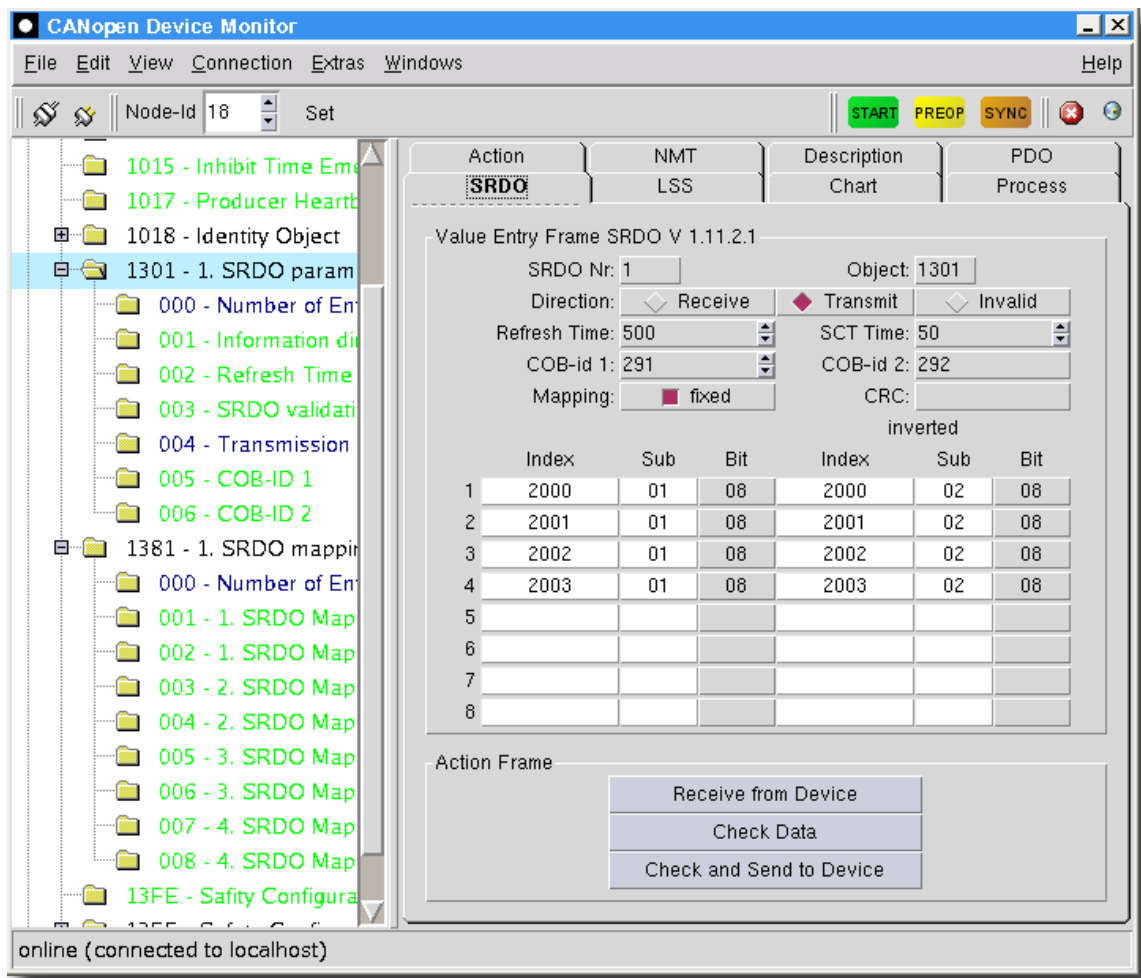 CANopen Device Monitor
File Edit View Connection Extras Windows Help
Node-Id 18 Set START PREOP SYNC
1015 - Inhibit Time Eme
1017 - Producer Heartb
1018 - Identity Object
1301 - 1. SRDO param
000 - Number of En
001 - Information di
002 - Refresh Time
003 - SRDO validati
004 - Transmission
005 - COB-ID 1
006 - COB-ID 2
1381 - 1. SRDO mappin
000 - Number of En
001 - 1. SRDO Map
002 - 1. SRDO Map
003 - 2. SRDO Map
004 - 2. SRDO Map
005 - 3. SRDO Map
006 - 3. SRDO Map
007 - 4. SRDO Map
008 - 4. SRDO Map
13FE - Safity Configura
Action NMT Description PDO
SRDO LSS Chart Process
Value Entry Frame SRDO V 1.11.2.1
SRDO Nr: 1 Object: 1301
Direction: Receive Transmit Invalid
Refresh Time: 500 SCT Time: 50
COB-id 1: 291 COB-id 2: 292
Mapping: fixed CRC:
inverted
Index Sub Bit Index Sub Bit
1 2000 01 08 2000 02 08
2 2001 01 08 2001 02 08
3 2002 01 08 2002 02 08
4 2003 01 08 2003 02 08
5
6
7
8
Action Frame
Receive from Device
Check Data
Check and Send to Device
online (connected to localhost)